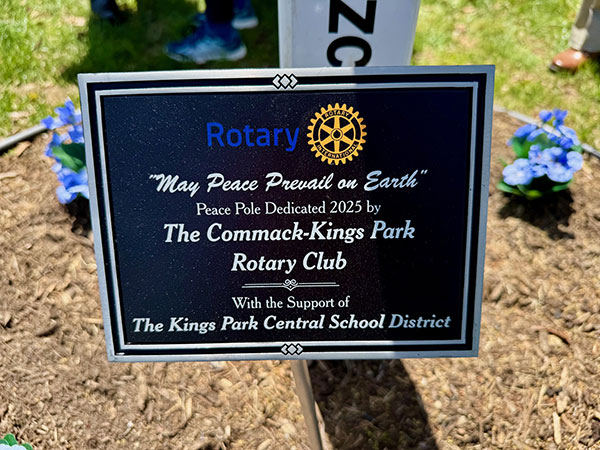 ZC
Rotary
ROTARY
INTERNATIONAL
"May Peace Prevail on Earth"
Peace Pole Dedicated 2025 by
The Commack-Kings Park
Rotary Club
With the Support of
The Kings Park Central School District